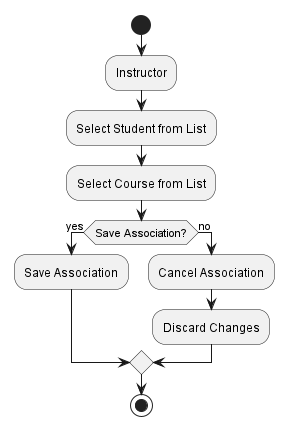 Instructor
Select Student from List
Select Course from List
yes
Save Association?
no
Save Association
Cancel Association
Discard Changes